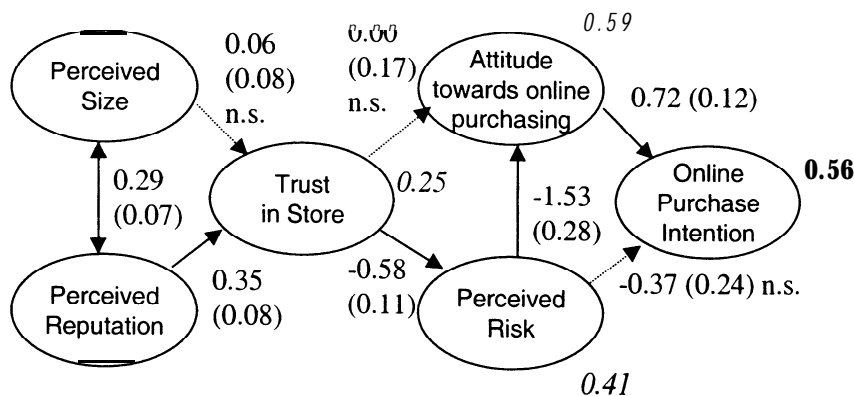 Perceived
Size
0.06
(0.08)
n.s.
(0.17)
n.s.
0.59
Attitude
towards online
purchasing
0.72 (0.12)
0.29
(0.07)
Trust
in Store
0.25
-1.53
(0.28)
Online
Purchase
Intention
0.56
Perceived
Reputation
0.35
(0.08)
-0.58
(0.11)
Perceived
Risk
-0.37 (0.24) n.s.
0.41